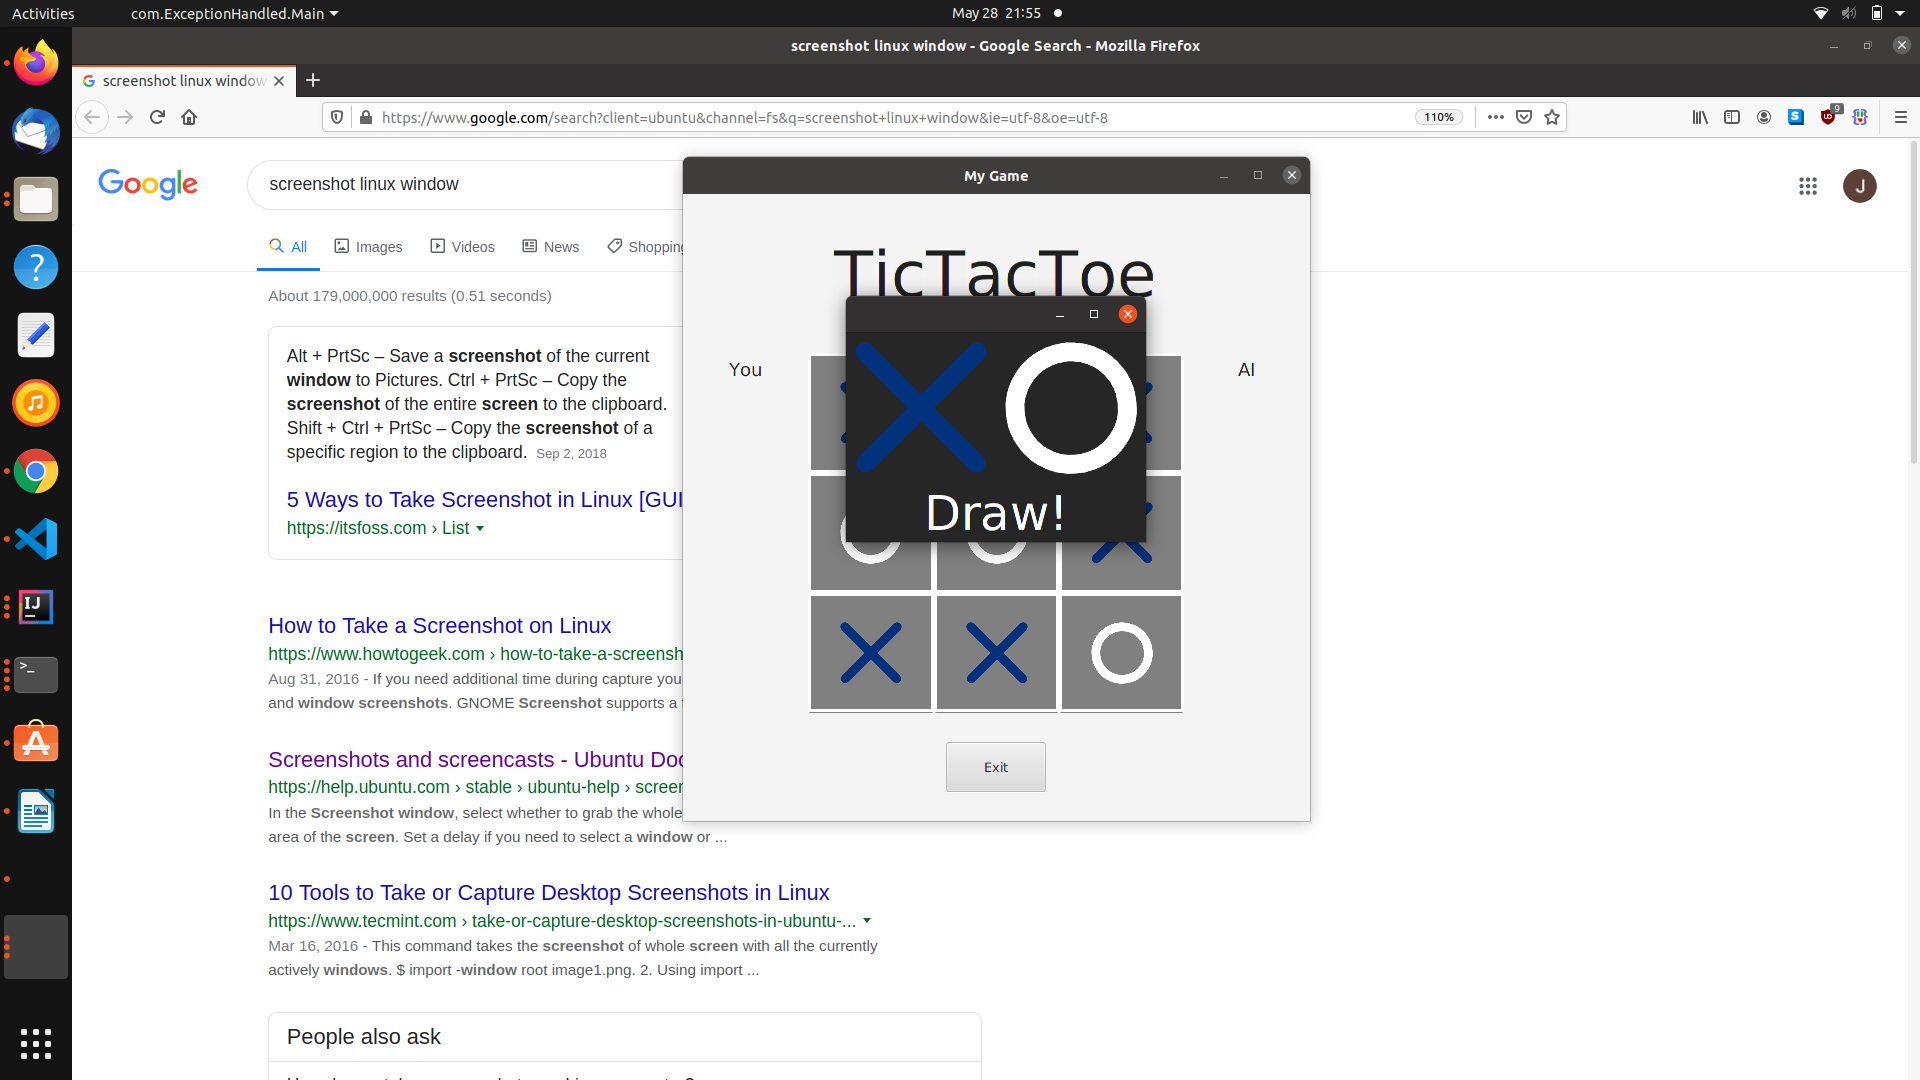 Activities
com.ExceptionHandled.Main
May 28 21:55
screenshot linux window - Google Search - Mozilla Firefox
screenshot linux window
https://www.google.com/search?client=ubuntu&channel=fs&q=screenshot+linux+window&ie=utf-8&oe=utf-8
110%
9
Google
screenshot linux window
J
All
Images
Videos
News
Shopping
About 179,000,000 results (0.51 seconds)
Alt + PrtSc – Save a screenshot of the current
window to Pictures. Ctrl + PrtSc – Copy the
screenshot of the entire screen to the clipboard.
Shift + Ctrl + PrtSc – Copy the screenshot of a
specific region to the clipboard. Sep 2, 2018
5 Ways to Take Screenshot in Linux [GUI
https://itsfoss.com › List
How to Take a Screenshot on Linux
https://www.howtogeek.com › how-to-take-a-screensh
Aug 31, 2016 - If you need additional time during capture you
and window screenshots. GNOME Screenshot supports a
Screenshots and screencasts - Ubuntu Doc
https://help.ubuntu.com › stable › ubuntu-help › screen
In the Screenshot window, select whether to grab the whole
area of the screen. Set a delay if you need to select a window or ...
10 Tools to Take or Capture Desktop Screenshots in Linux
https://www.tecmint.com › take-or-capture-desktop-screenshots-in-ubuntu-...
Mar 16, 2016 - This command takes the screenshot of whole screen with all the currently
actively windows. $ import -window root image1.png. 2. Using import ...
People also ask
My Game
TicTacToe
You
AI
Draw!
Exit